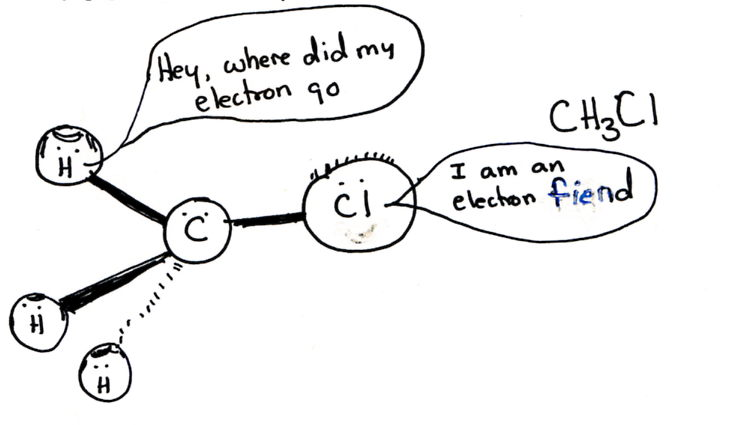 Hey, where did my
electron go
CH₃Cl
I am an
electron fiend
H
C
Cl
H
H